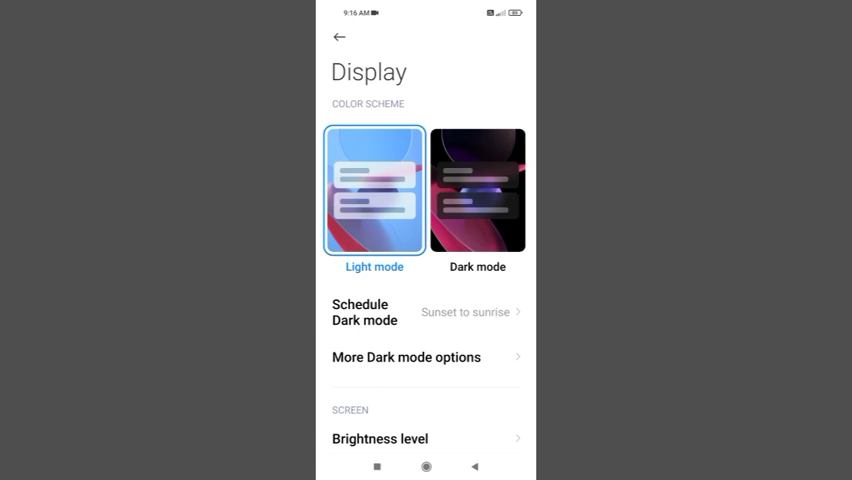 9:16 AM
Display
COLOR SCHEME
Light mode
Dark mode
Schedule
Dark mode
Sunset to sunrise
More Dark mode options
SCREEN
Brightness level